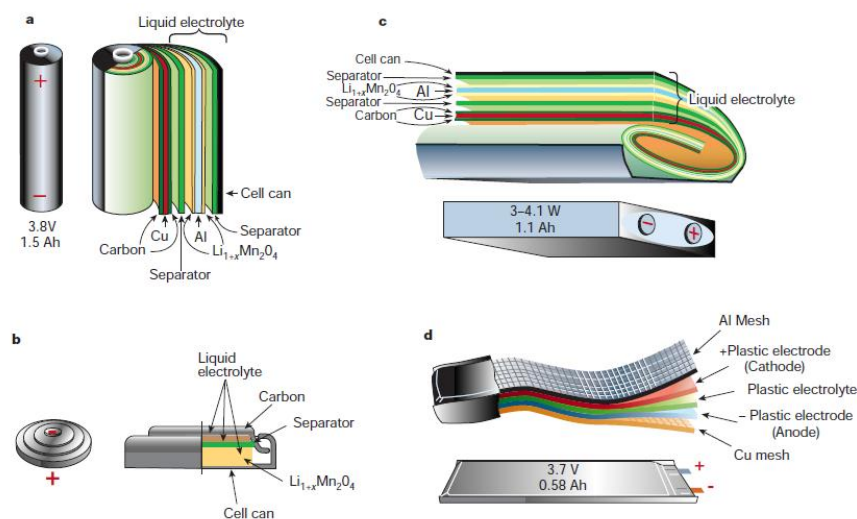 a
Liquid electrolyte
+
−
3.8V
1.5 Ah
Cell can
Cu
Al
Separator
Carbon
Li1+xMn2O4
Separator
b
Liquid
electrolyte
Carbon
Separator
Li1+xMn2O4
Cell can
+
c
Cell can
Separator
Li1+xMn2O4 Al
Separator
Carbon Cu
Liquid electrolyte
3–4.1 W
1.1 Ah
−
+
d
Al Mesh
+Plastic electrode
(Cathode)
Plastic electrolyte
– Plastic electrode
(Anode)
Cu mesh
3.7 V
0.58 Ah
+
-